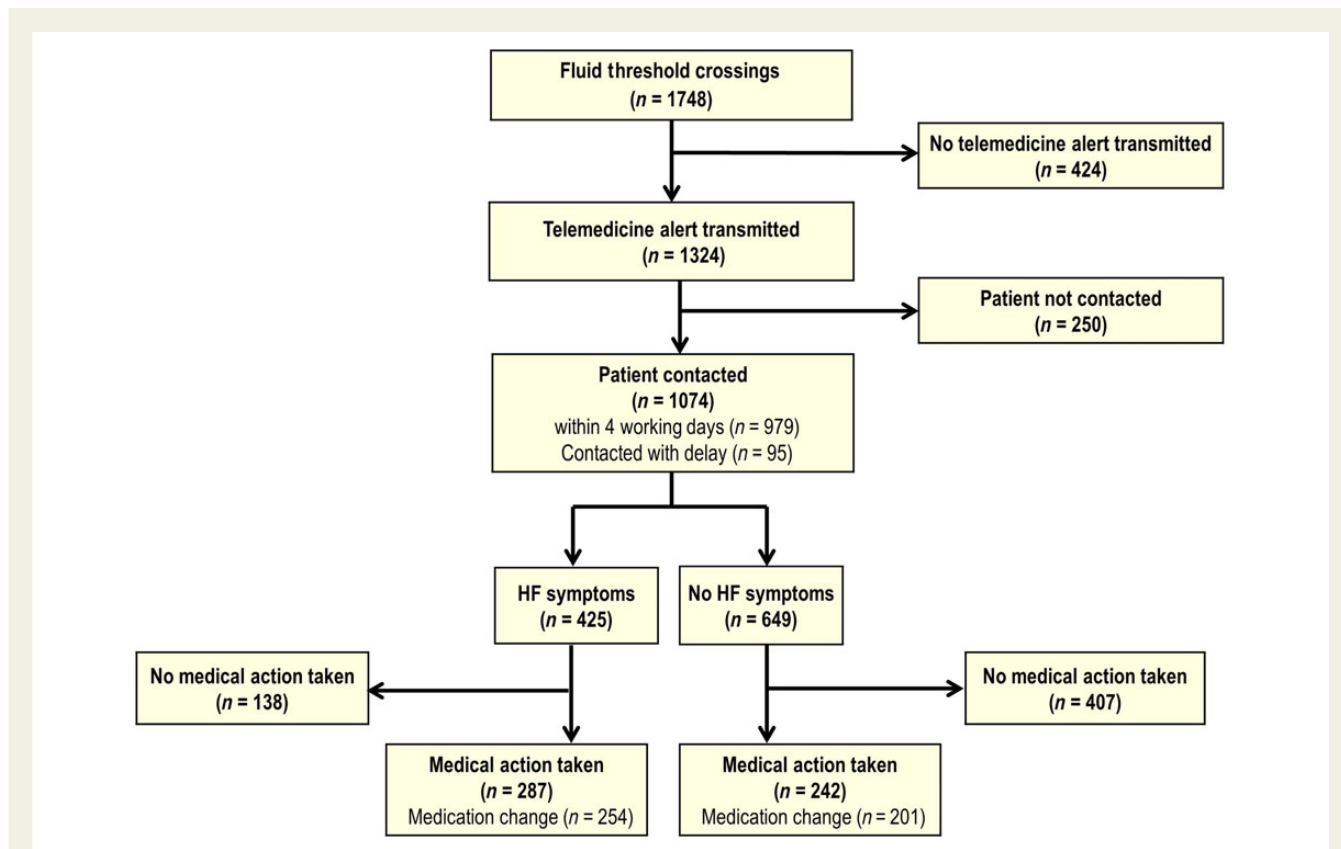 Fluid threshold crossings
(n = 1748)
No telemedicine alert transmitted
(n = 424)
Telemedicine alert transmitted
(n = 1324)
Patient not contacted
(n = 250)
Patient contacted
(n = 1074)
within 4 working days (n = 979)
Contacted with delay (n = 95)
HF symptoms
(n = 425)
No HF symptoms
(n = 649)
No medical action taken
(n = 138)
No medical action taken
(n = 407)
Medical action taken
(n = 287)
Medication change (n = 254)
Medical action taken
(n = 242)
Medication change (n = 201)